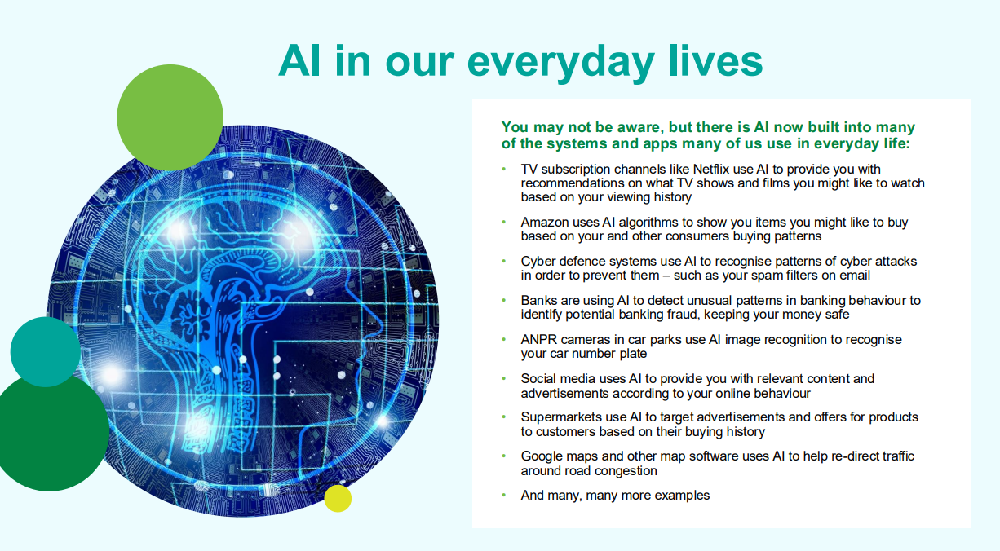 AI in our everyday lives
You may not be aware, but there is AI now built into many
of the systems and apps many of us use in everyday life:
• TV subscription channels like Netflix use AI to provide you with
recommendations on what TV shows and films you might like to watch
based on your viewing history
• Amazon uses AI algorithms to show you items you might like to buy
based on your and other consumers buying patterns
• Cyber defence systems use AI to recognise patterns of cyber attacks
in order to prevent them – such as your spam filters on email
• Banks are using AI to detect unusual patterns in banking behaviour to
identify potential banking fraud, keeping your money safe
• ANPR cameras in car parks use AI image recognition to recognise
your car number plate
• Social media uses AI to provide you with relevant content and
advertisements according to your online behaviour
• Supermarkets use AI to target advertisements and offers for products
to customers based on their buying history
• Google maps and other map software uses AI to help re-direct traffic
around road congestion
• And many, many more examples